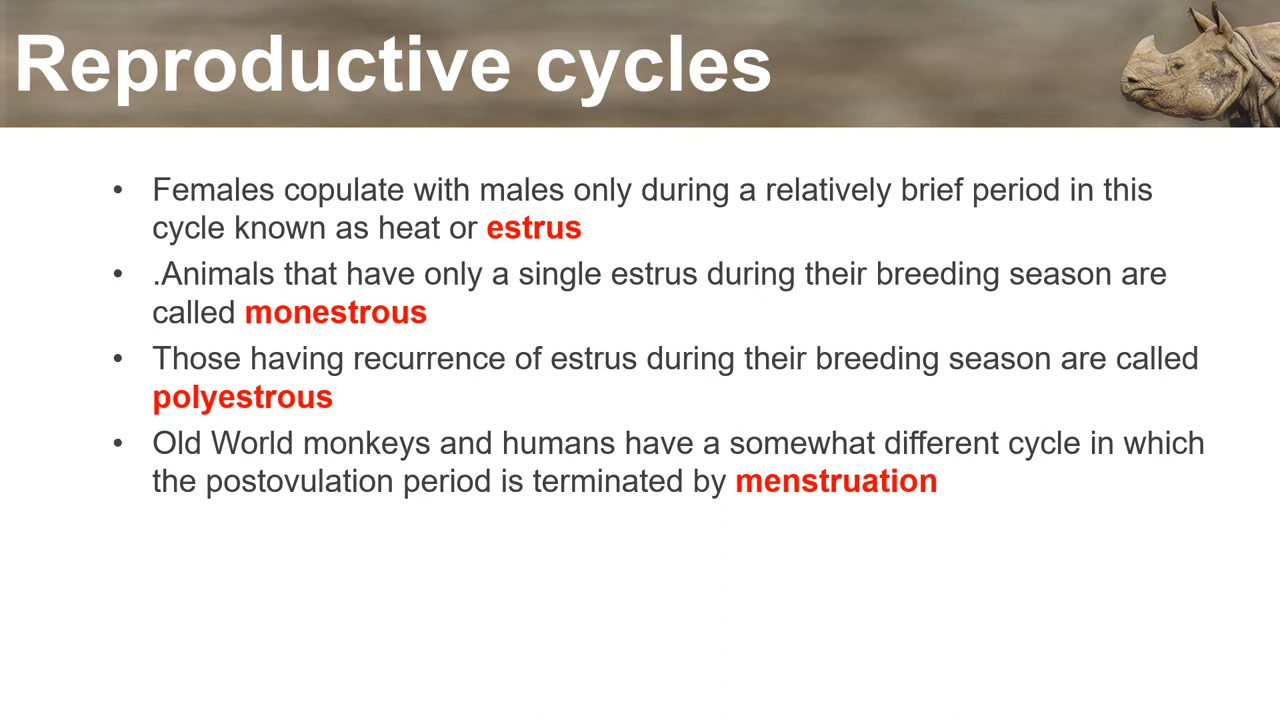 Reproductive cycles
• Females copulate with males only during a relatively brief period in this
cycle known as heat or estrus
• .Animals that have only a single estrus during their breeding season are
called monestrous
• Those having recurrence of estrus during their breeding season are called
polyestrous
• Old World monkeys and humans have a somewhat different cycle in which
the postovulation period is terminated by menstruation